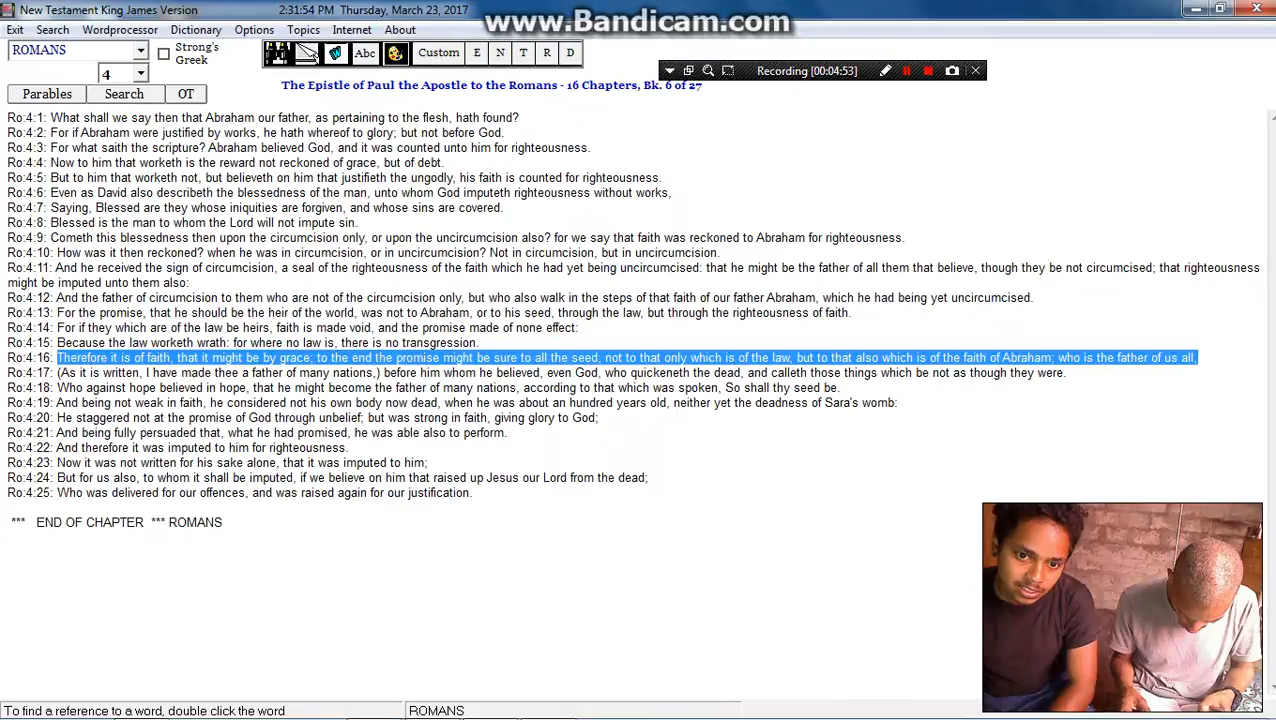 New Testament King James Version 2:31:54 PM Thursday, March 23, 2017
www.Bandicam.com
Exit Search Wordprocessor Dictionary Options Topics Internet About
ROMANS Strong's Greek Abc Custom E N T R D
4
Recording [00:04:53]
Parables Search OT
The Epistle of Paul the Apostle to the Romans - 16 Chapters, Bk. 6 of 27
Ro:4:1: What shall we say then that Abraham our father, as pertaining to the flesh, hath found?
Ro:4:2: For if Abraham were justified by works, he hath whereof to glory; but not before God.
Ro:4:3: For what saith the scripture? Abraham believed God, and it was counted unto him for righteousness.
Ro:4:4: Now to him that worketh is the reward not reckoned of grace, but of debt.
Ro:4:5: But to him that worketh not, but believeth on him that justifieth the ungodly, his faith is counted for righteousness.
Ro:4:6: Even as David also describeth the blessedness of the man, unto whom God imputeth righteousness without works,
Ro:4:7: Saying, Blessed are they whose iniquities are forgiven, and whose sins are covered.
Ro:4:8: Blessed is the man to whom the Lord will not impute sin.
Ro:4:9: Cometh this blessedness then upon the circumcision only, or upon the uncircumcision also? for we say that faith was reckoned to Abraham for righteousness.
Ro:4:10: How was it then reckoned? when he was in circumcision, or in uncircumcision? Not in circumcision, but in uncircumcision.
Ro:4:11: And he received the sign of circumcision, a seal of the righteousness of the faith which he had yet being uncircumcised: that he might be the father of all them that believe, though they be not circumcised; that righteousness
might be imputed unto them also:
Ro:4:12: And the father of circumcision to them who are not of the circumcision only, but who also walk in the steps of that faith of our father Abraham, which he had being yet uncircumcised.
Ro:4:13: For the promise, that he should be the heir of the world, was not to Abraham, or to his seed, through the law, but through the righteousness of faith.
Ro:4:14: For if they which are of the law be heirs, faith is made void, and the promise made of none effect:
Ro:4:15: Because the law worketh wrath: for where no law is, there is no transgression.
Ro:4:16: Therefore it is of faith, that it might be by grace; to the end the promise might be sure to all the seed; not to that only which is of the law, but to that also which is of the faith of Abraham; who is the father of us all,
Ro:4:17: (As it is written, I have made thee a father of many nations,) before him whom he believed, even God, who quickeneth the dead, and calleth those things which be not as though they were.
Ro:4:18: Who against hope believed in hope, that he might become the father of many nations, according to that which was spoken, So shall thy seed be.
Ro:4:19: And being not weak in faith, he considered not his own body now dead, when he was about an hundred years old, neither yet the deadness of Sara's womb:
Ro:4:20: He staggered not at the promise of God through unbelief; but was strong in faith, giving glory to God;
Ro:4:21: And being fully persuaded that, what he had promised, he was able also to perform.
Ro:4:22: And therefore it was imputed to him for righteousness.
Ro:4:23: Now it was not written for his sake alone, that it was imputed to him;
Ro:4:24: But for us also, to whom it shall be imputed, if we believe on him that raised up Jesus our Lord from the dead;
Ro:4:25: Who was delivered for our offences, and was raised again for our justification.
*** END OF CHAPTER *** ROMANS
To find a reference to a word, double click the word ROMANS